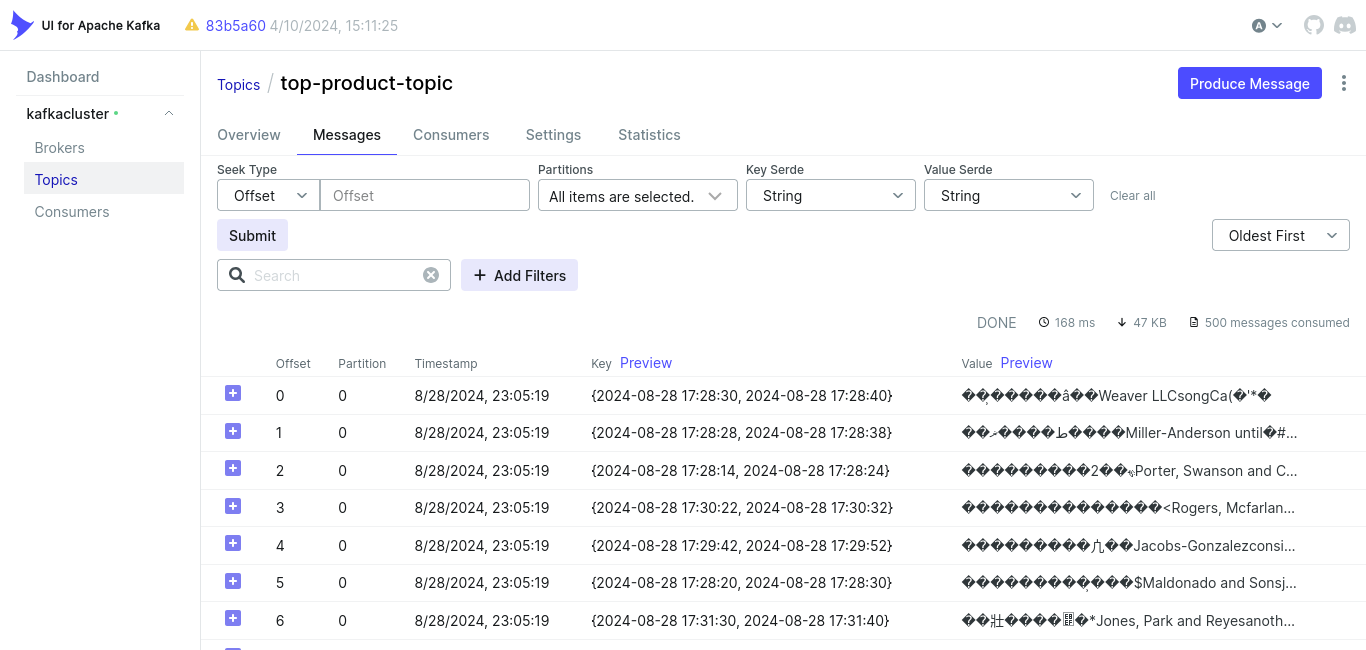 UI for Apache Kafka 83b5a60 4/10/2024, 15:11:25 A
Dashboard
kafkacluster
Brokers
Topics
Consumers
Topics / top-product-topic Produce Message
Overview Messages Consumers Settings Statistics
Seek Type Partitions Key Serde Value Serde
Offset Offset All items are selected. String String Clear all
Submit Oldest First
Search + Add Filters
DONE 168 ms 47 KB 500 messages consumed
Offset Partition Timestamp Key Preview Value Preview
0 0 8/28/2024, 23:05:19 {2024-08-28 17:28:30, 2024-08-28 17:28:40} Weaver LLCsongCa(�'*�
1 0 8/28/2024, 23:05:19 {2024-08-28 17:28:28, 2024-08-28 17:28:38} Miller-Anderson until�#...
2 0 8/28/2024, 23:05:19 {2024-08-28 17:28:14, 2024-08-28 17:28:24} Porter, Swanson and C...
3 0 8/28/2024, 23:05:19 {2024-08-28 17:30:22, 2024-08-28 17:30:32} <Rogers, Mcfarlan...
4 0 8/28/2024, 23:05:19 {2024-08-28 17:29:42, 2024-08-28 17:29:52} Jacobs-Gonzalezconsi...
5 0 8/28/2024, 23:05:19 {2024-08-28 17:28:20, 2024-08-28 17:28:30} $Maldonado and Sonsj...
6 0 8/28/2024, 23:05:19 {2024-08-28 17:31:30, 2024-08-28 17:31:40} *Jones, Park and Reyesanoth...